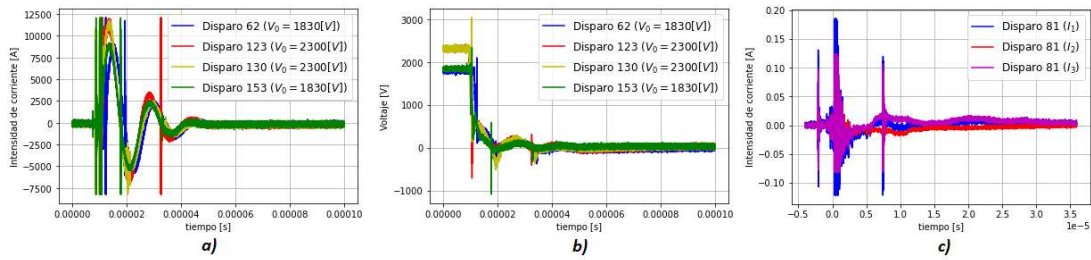 12500
10000
7500
5000
2500
0
−2500
−5000
−7500
Intensidad de corriente [A]
Disparo 62 (V₀ = 1830[V])
Disparo 123 (V₀ = 2300[V])
Disparo 130 (V₀ = 2300[V])
Disparo 153 (V₀ = 1830[V])
0.00000 0.00002 0.00004 0.00006 0.00008 0.00010
tiempo [s]
a)
3000
2000
1000
0
−1000
Voltaje [V]
Disparo 62 (V₀ = 1830[V])
Disparo 123 (V₀ = 2300[V])
Disparo 130 (V₀ = 2300[V])
Disparo 153 (V₀ = 1830[V])
0.00000 0.00002 0.00004 0.00006 0.00008 0.00010
tiempo [s]
b)
0.20
0.15
0.10
0.05
0.00
−0.05
−0.10
Intensidad de corriente [A]
Disparo 81 (I₁)
Disparo 81 (I₂)
Disparo 81 (I₃)
−0.5 0.0 0.5 1.0 1.5 2.0 2.5 3.0 3.5
1e−5
tiempo [s]
c)